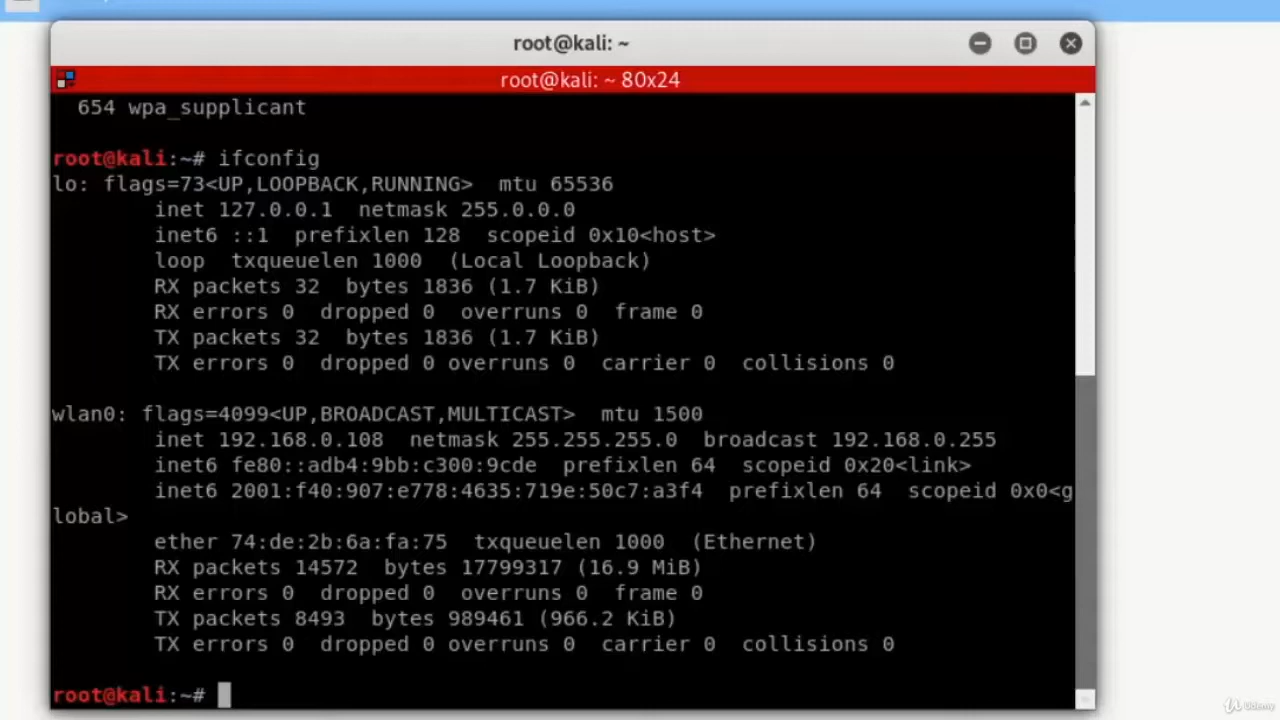 root@kali: ~
root@kali: ~ 80x24
654 wpa_supplicant
root@kali:~# ifconfig
lo: flags=73<UP,LOOPBACK,RUNNING>  mtu 65536
        inet 127.0.0.1  netmask 255.0.0.0
        inet6 ::1  prefixlen 128  scopeid 0x10<host>
        loop  txqueuelen 1000  (Local Loopback)
        RX packets 32  bytes 1836 (1.7 KiB)
        RX errors 0  dropped 0  overruns 0  frame 0
        TX packets 32  bytes 1836 (1.7 KiB)
        TX errors 0  dropped 0 overruns 0  carrier 0  collisions 0
wlan0: flags=4099<UP,BROADCAST,MULTICAST>  mtu 1500
        inet 192.168.0.108  netmask 255.255.255.0  broadcast 192.168.0.255
        inet6 fe80::adb4:9bb:c300:9cde  prefixlen 64  scopeid 0x20<link>
        inet6 2001:f40:907:e778:4635:719e:50c7:a3f4  prefixlen 64  scopeid 0x0<g
lobal>
        ether 74:de:2b:6a:fa:75  txqueuelen 1000  (Ethernet)
        RX packets 14572  bytes 17799317 (16.9 MiB)
        RX errors 0  dropped 0  overruns 0  frame 0
        TX packets 8493  bytes 989461 (966.2 KiB)
        TX errors 0  dropped 0 overruns 0  carrier 0  collisions 0
root@kali:~#
Udemy